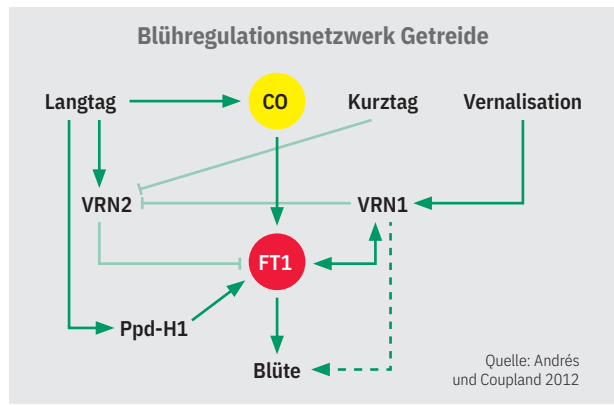 Blühregulationsnetzwerk Getreide
Langtag
CO
Kurztag
Vernalisation
VRN2
VRN1
FT1
Ppd-H1
Blüte
Quelle: Andrés
und Coupland 2012